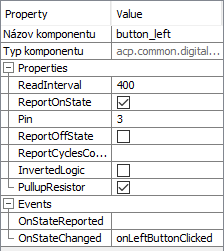 Property Value
Názov komponentu button_left
Typ komponentu acp.common.digital...
Properties
ReadInterval 400
ReportOnState
Pin 3
ReportOffState
ReportCyclesCo...
InvertedLogic
PullupResistor
Events
OnStateReported
OnStateChanged onLeftButtonClicked